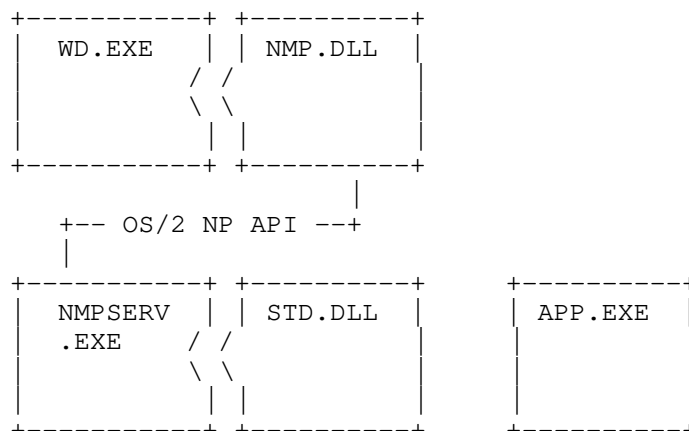 WD.EXE NMP.DLL
OS/2 NP API
NMPSERV STD.DLL APP.EXE
.EXE